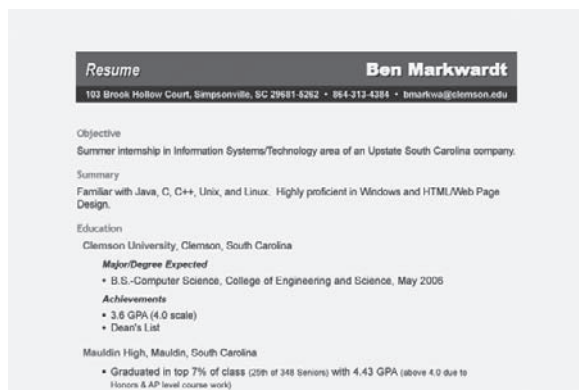 Resume Ben Markwardt
103 Brook Hollow Court, Simpsonville, SC 29681-5262 • 864-313-4384 • bmarkwa@clemson.edu
Objective
Summer internship in Information Systems/Technology area of an Upstate South Carolina company.
Summary
Familiar with Java, C, C++, Unix, and Linux. Highly proficient in Windows and HTML/Web Page
Design.
Education
Clemson University, Clemson, South Carolina
Major/Degree Expected
• B.S.-Computer Science, College of Engineering and Science, May 2006
Achievements
• 3.6 GPA (4.0 scale)
• Dean's List
Mauldin High, Mauldin, South Carolina
• Graduated in top 7% of class (25th of 348 Seniors) with 4.43 GPA (above 4.0 due to
Honors & AP level course work)